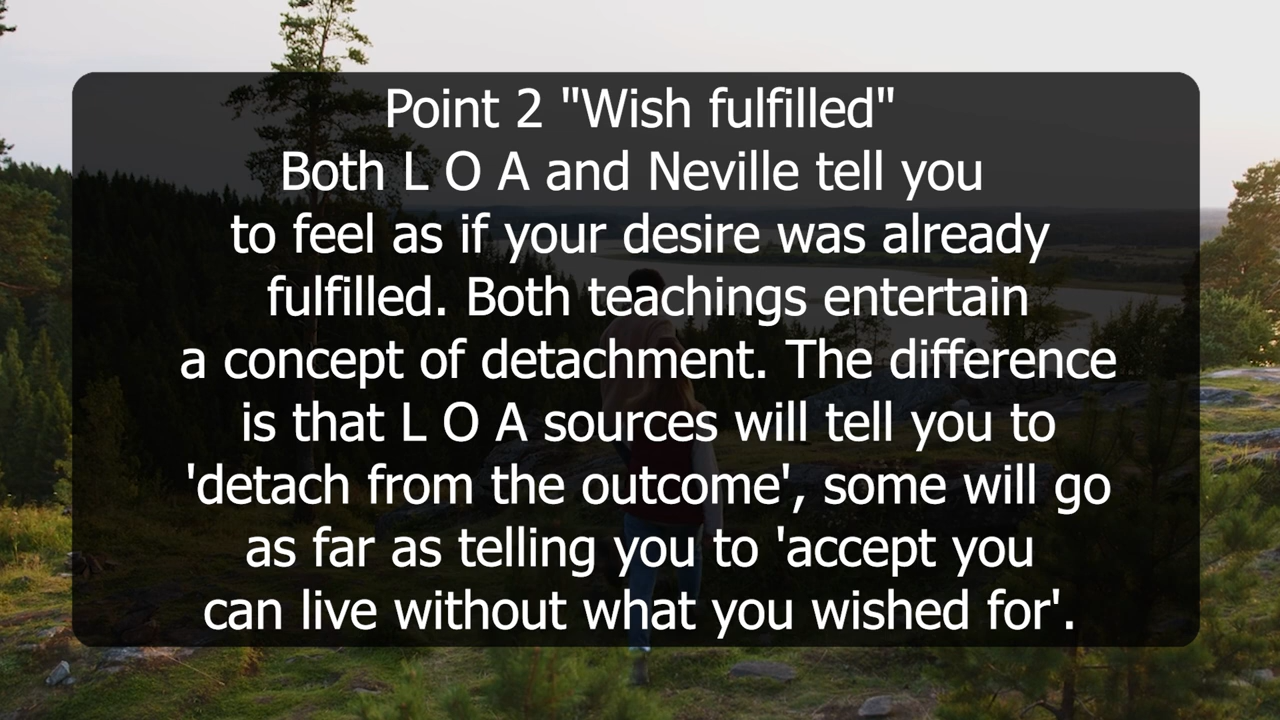 Point 2 "Wish fulfilled"
Both L O A and Neville tell you
to feel as if your desire was already
fulfilled. Both teachings entertain
a concept of detachment. The difference
is that L O A sources will tell you to
'detach from the outcome', some will go
as far as telling you to 'accept you
can live without what you wished for'.